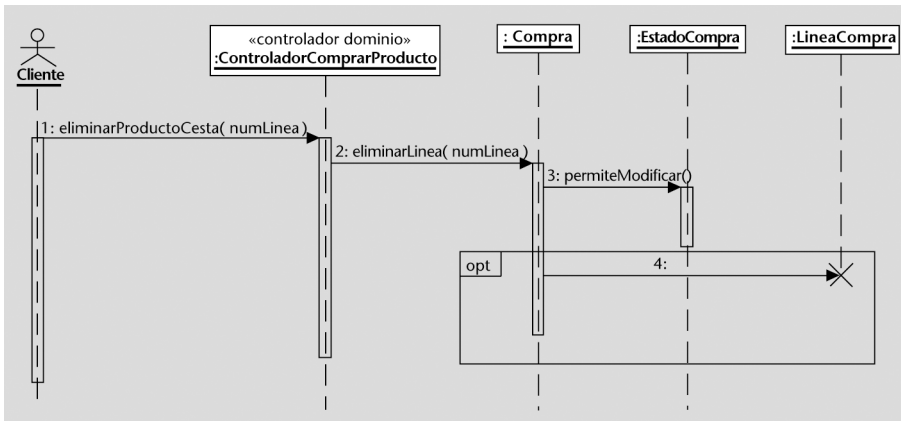 Cliente
«controlador dominio»
:ControladorComprarProducto
: Compra
:EstadoCompra
:LineaCompra
1: eliminarProductoCesta( numLinea )
2: eliminarLinea( numLinea )
3: permiteModificar()
opt
4: